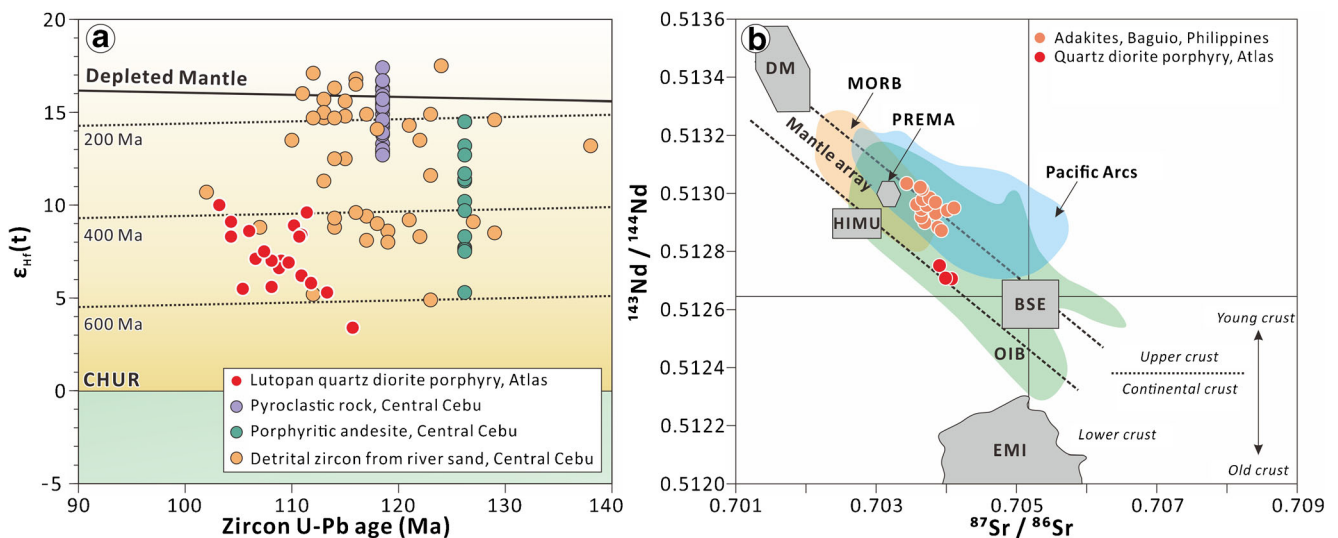 a
20
15
10
5
0
-5
90
100
110
120
130
140
εHf(t)
Zircon U-Pb age (Ma)
Depleted Mantle
200 Ma
400 Ma
600 Ma
CHUR
Lutopan quartz diorite porphyry, Atlas
Pyroclastic rock, Central Cebu
Porphyritic andesite, Central Cebu
Detrital zircon from river sand, Central Cebu
b
0.5136
0.5134
0.5132
0.5130
0.5128
0.5126
0.5124
0.5122
0.5120
0.701
0.703
0.705
0.707
0.709
¹⁴³Nd / ¹⁴⁴Nd
⁸⁷Sr / ⁸⁶Sr
Adakites, Baguio, Philippines
Quartz diorite porphyry, Atlas
DM
MORB
PREMA
Mantle array
Pacific Arcs
HIMU
BSE
OIB
EMI
Young crust
Upper crust
Continental crust
Lower crust
Old crust